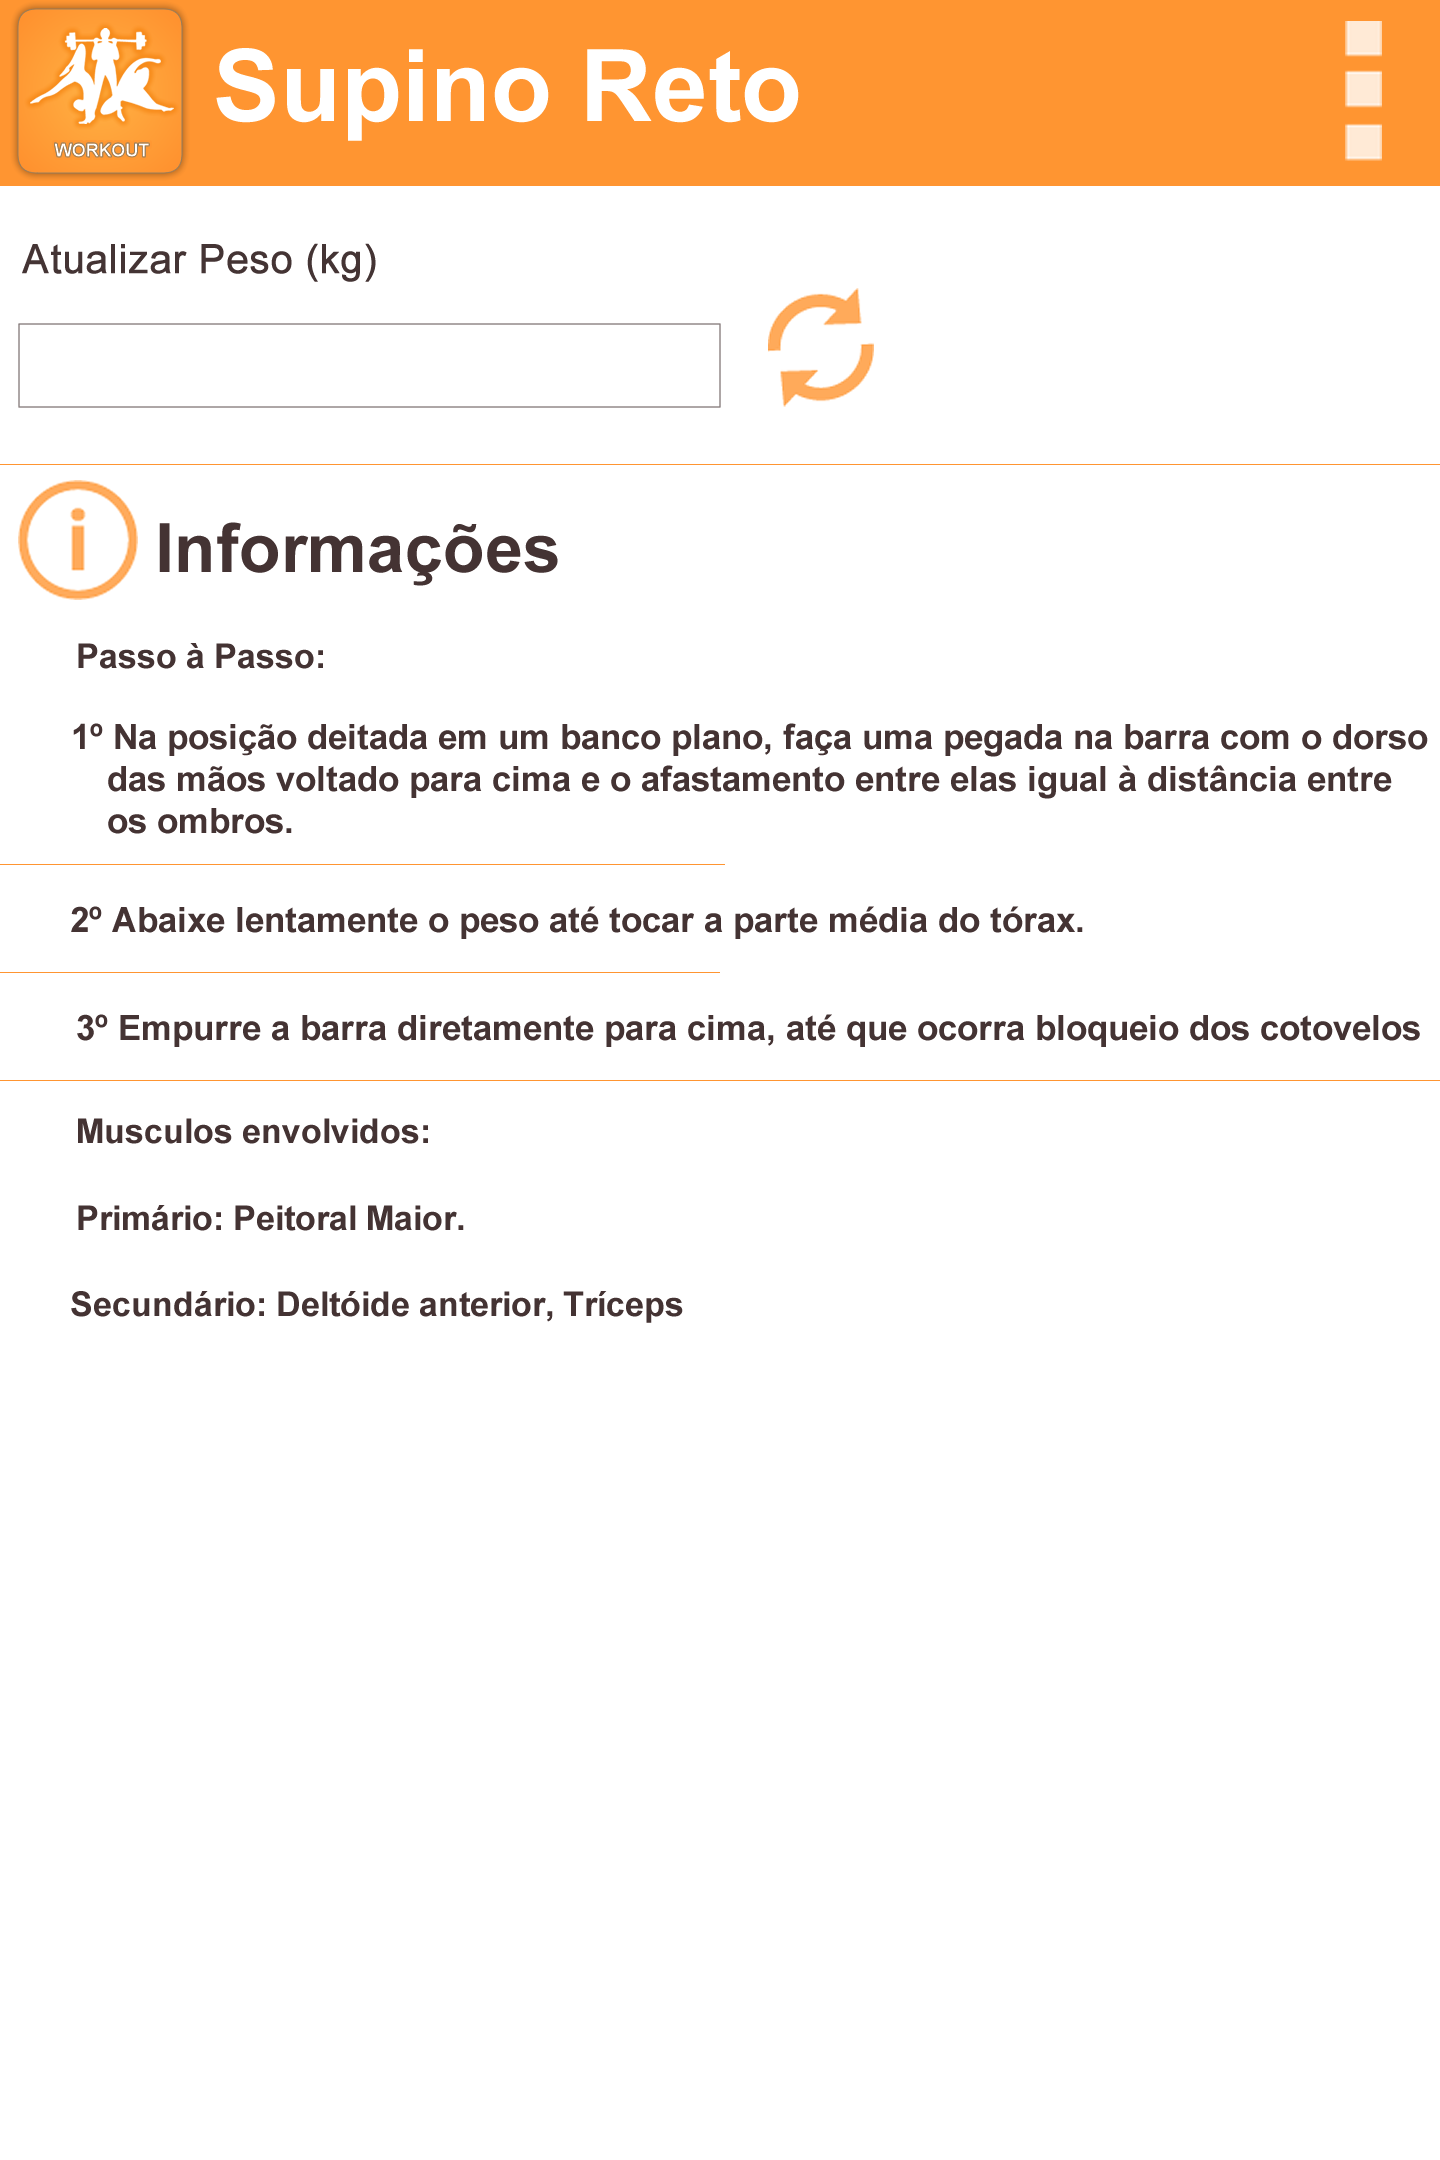 WORKOUT
Supino Reto
Atualizar Peso (kg)
Informações
Passo à Passo:
1º Na posição deitada em um banco plano, faça uma pegada na barra com o dorso
das mãos voltado para cima e o afastamento entre elas igual à distância entre
os ombros.
2º Abaixe lentamente o peso até tocar a parte média do tórax.
3º Empurre a barra diretamente para cima, até que ocorra bloqueio dos cotovelos
Musculos envolvidos:
Primário: Peitoral Maior.
Secundário: Deltóide anterior, Tríceps